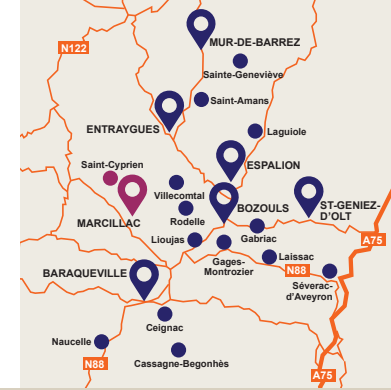 MUR-DE-BARREZ
N122
Sainte-Geneviève
Saint-Amans
ENTRAYGUES
Laguiole
Saint-Cyprien
ESPALION
Villecomtal
ST-GENIEZ-
D'OLT
BOZOULS
Rodelle
MARCILLAC
Gabriac
Lioujas
A75
Gages-
Montrozier
Laissac
N88
BARAQUEVILLE
Séverac-
d'Aveyron
Ceignac
Naucelle
N88
Cassagne-Begonhès
A75